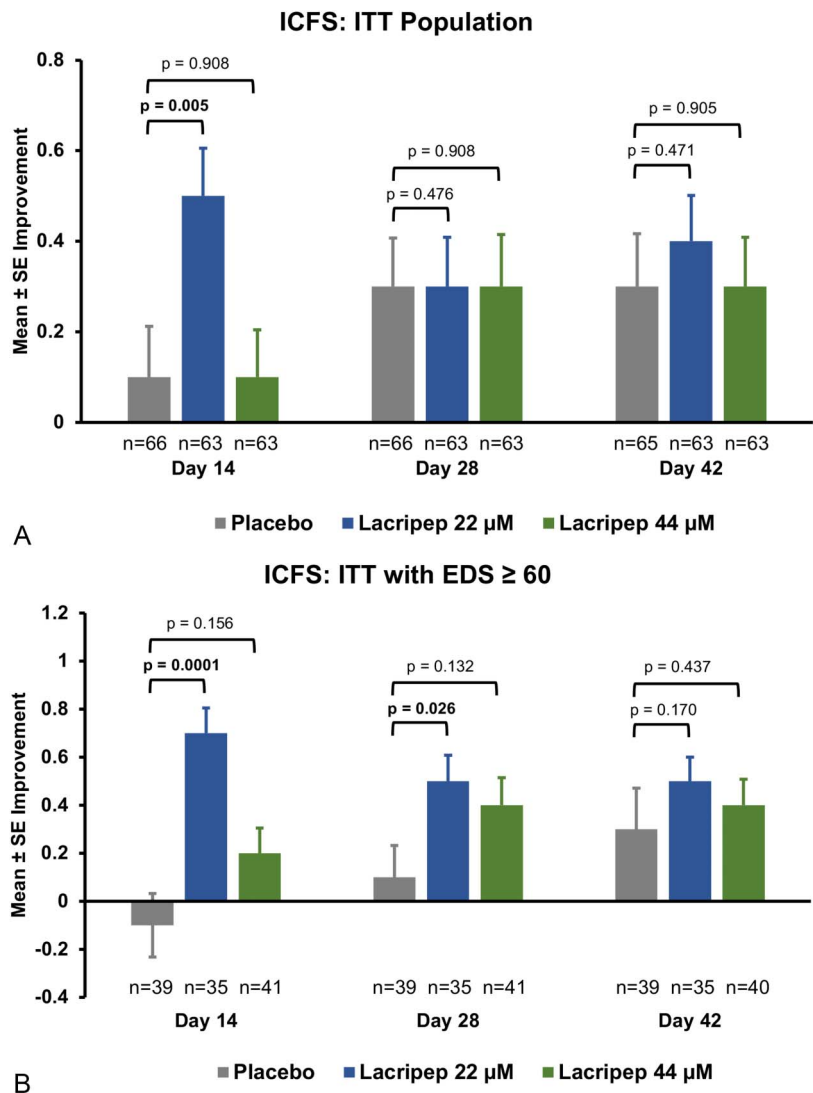 ICFS: ITT Population
Mean ± SE Improvement
0.8
0.6
0.4
0.2
0
p = 0.908
p = 0.005
p = 0.908
p = 0.476
p = 0.905
p = 0.471
n=66 n=63 n=63
n=66 n=63 n=63
n=65 n=63 n=63
Day 14
Day 28
Day 42
Placebo Lacripep 22 µM Lacripep 44 µM
A
ICFS: ITT with EDS ≥ 60
Mean ± SE Improvement
1.2
1
0.8
0.6
0.4
0.2
0
-0.2
-0.4
p = 0.156
p = 0.0001
p = 0.132
p = 0.026
p = 0.437
p = 0.170
n=39 n=35 n=41
n=39 n=35 n=41
n=39 n=35 n=40
Day 14
Day 28
Day 42
Placebo Lacripep 22 µM Lacripep 44 µM
B